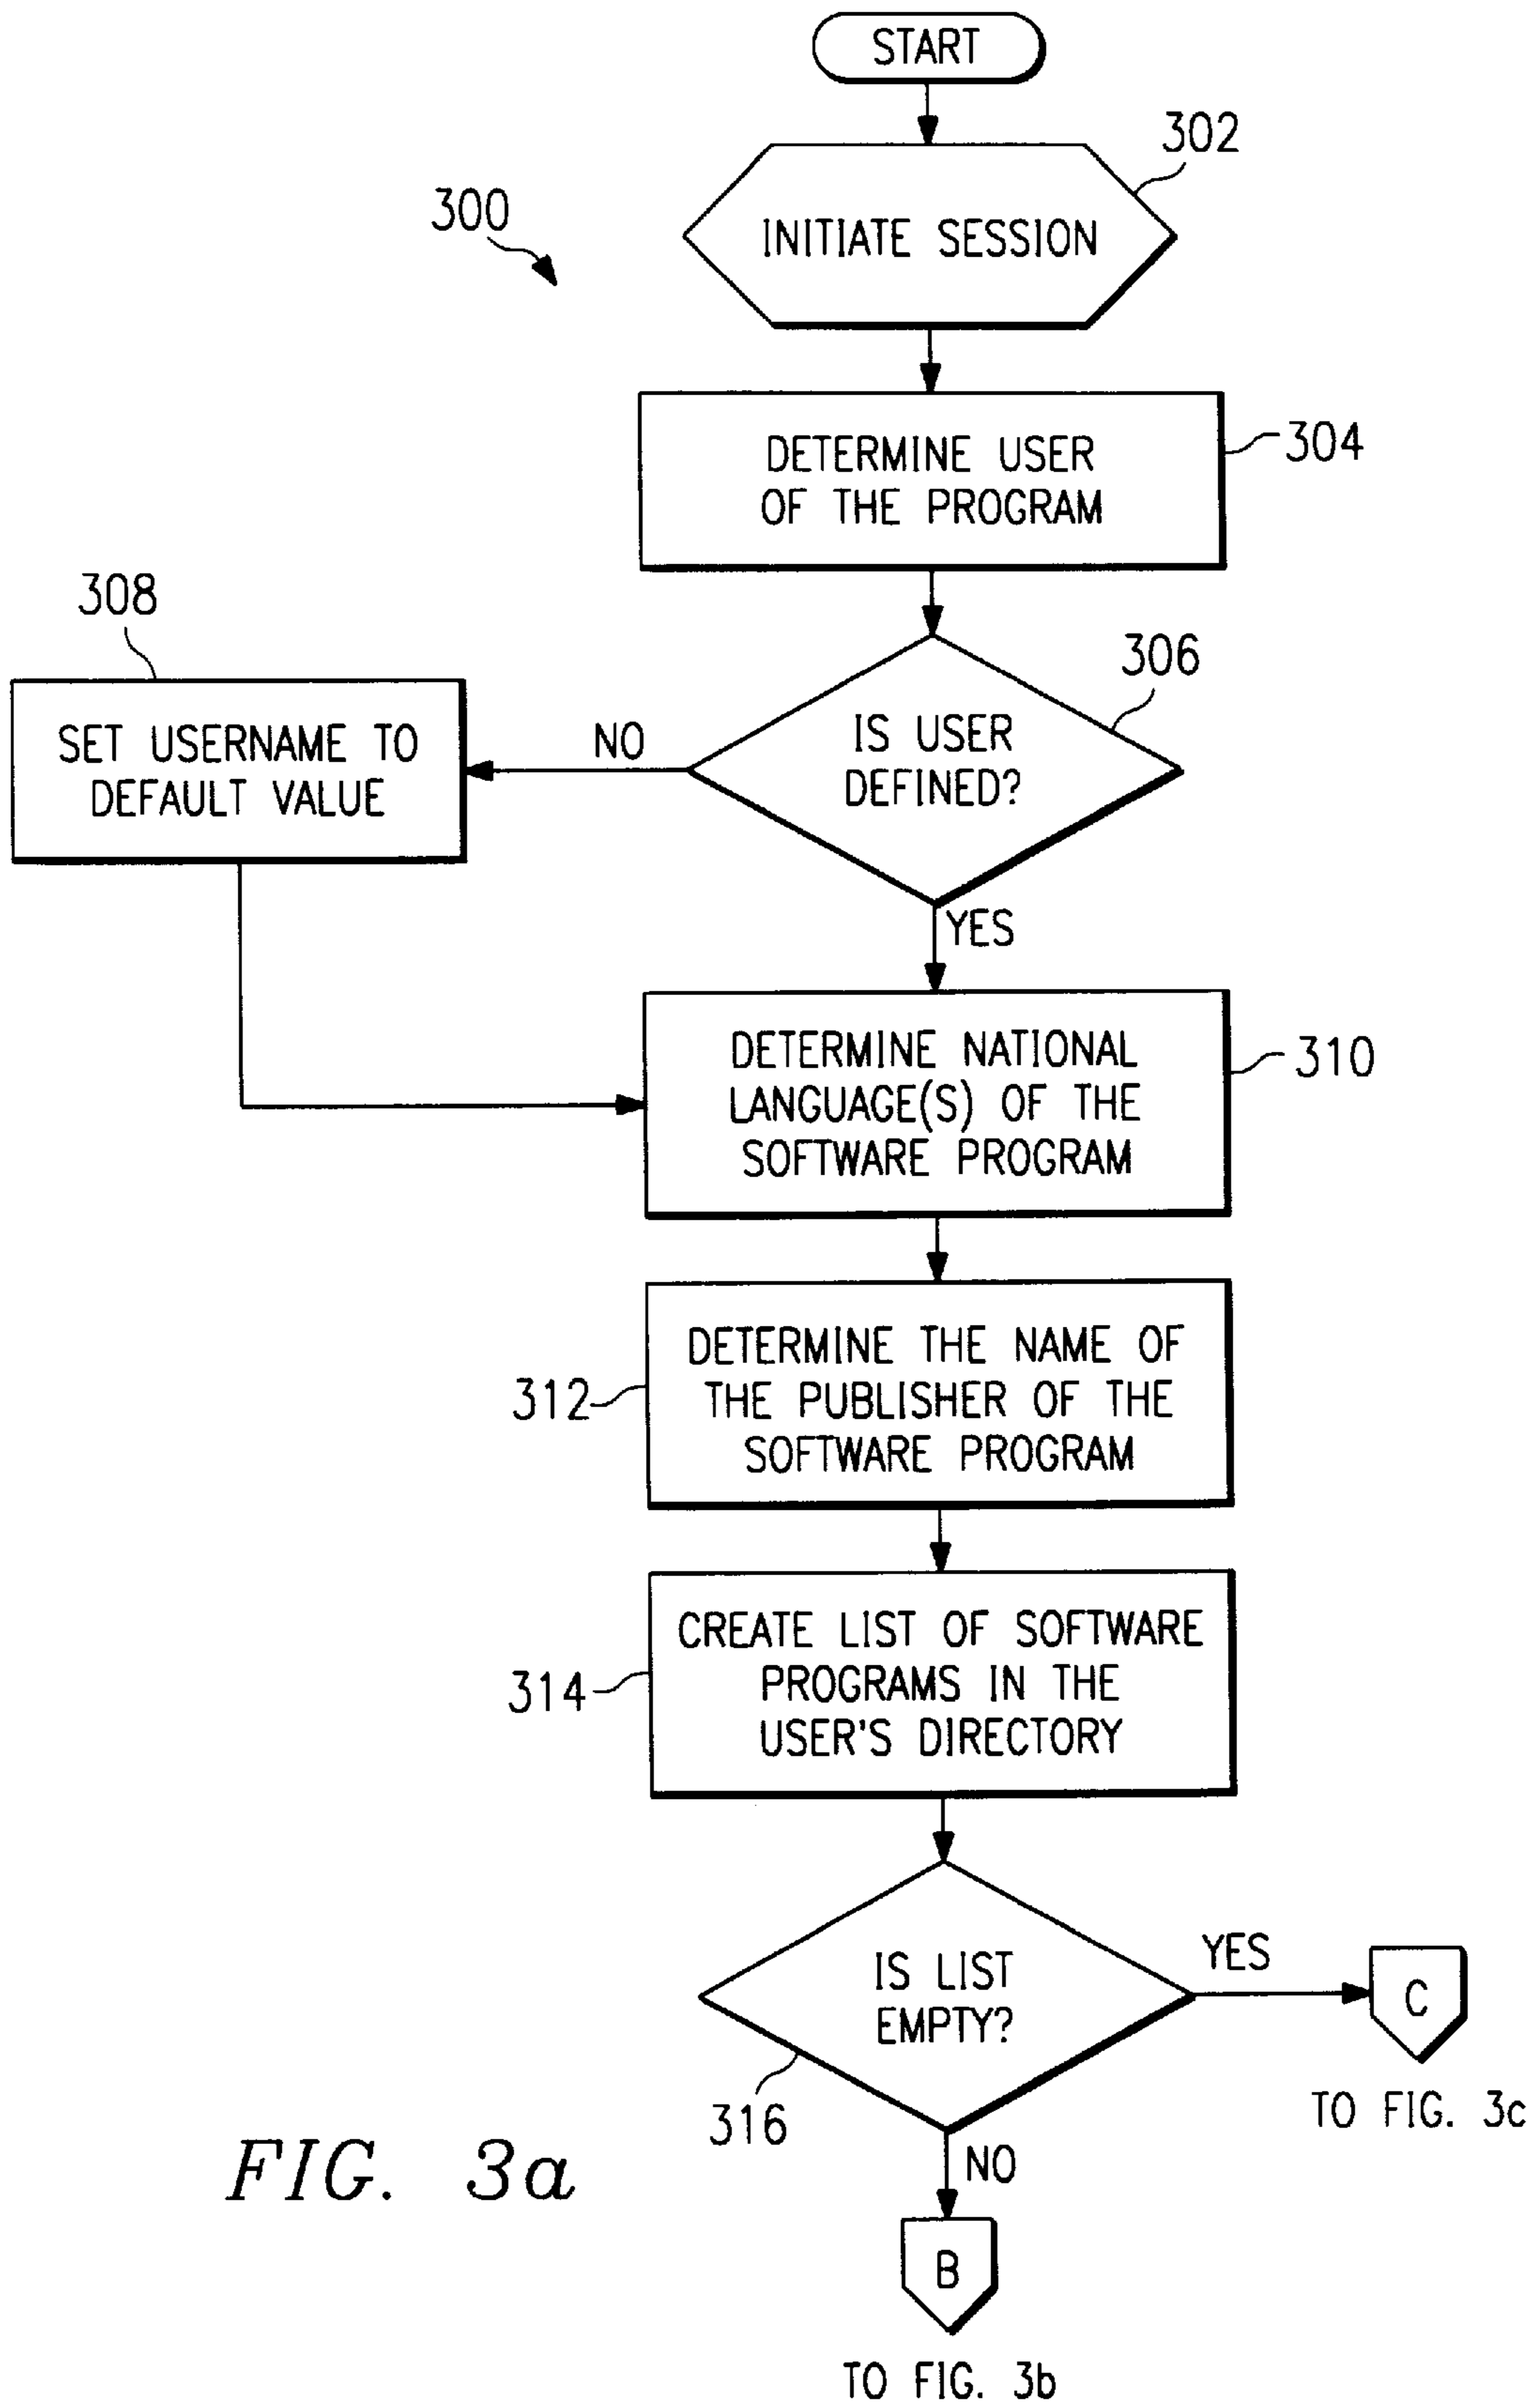 START
302
300
INITIATE SESSION
304
DETERMINE USER
OF THE PROGRAM
308
306
SET USERNAME TO
DEFAULT VALUE
NO
IS USER
DEFINED?
YES
310
DETERMINE NATIONAL
LANGUAGE(S) OF THE
SOFTWARE PROGRAM
312
DETERMINE THE NAME OF
THE PUBLISHER OF THE
SOFTWARE PROGRAM
314
CREATE LIST OF SOFTWARE
PROGRAMS IN THE
USER'S DIRECTORY
IS LIST
EMPTY?
YES
C
TO FIG. 3c
316
NO
FIG. 3a
B
TO FIG. 3b